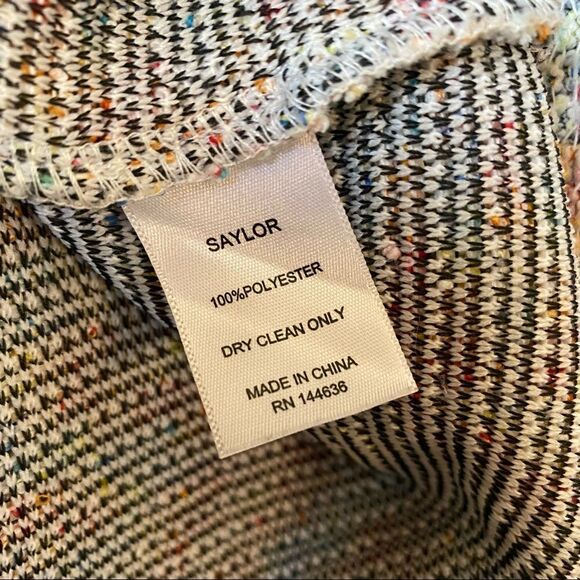 SAYLOR
100%POLYESTER
DRY CLEAN ONLY
MADE IN CHINA
RN 144636